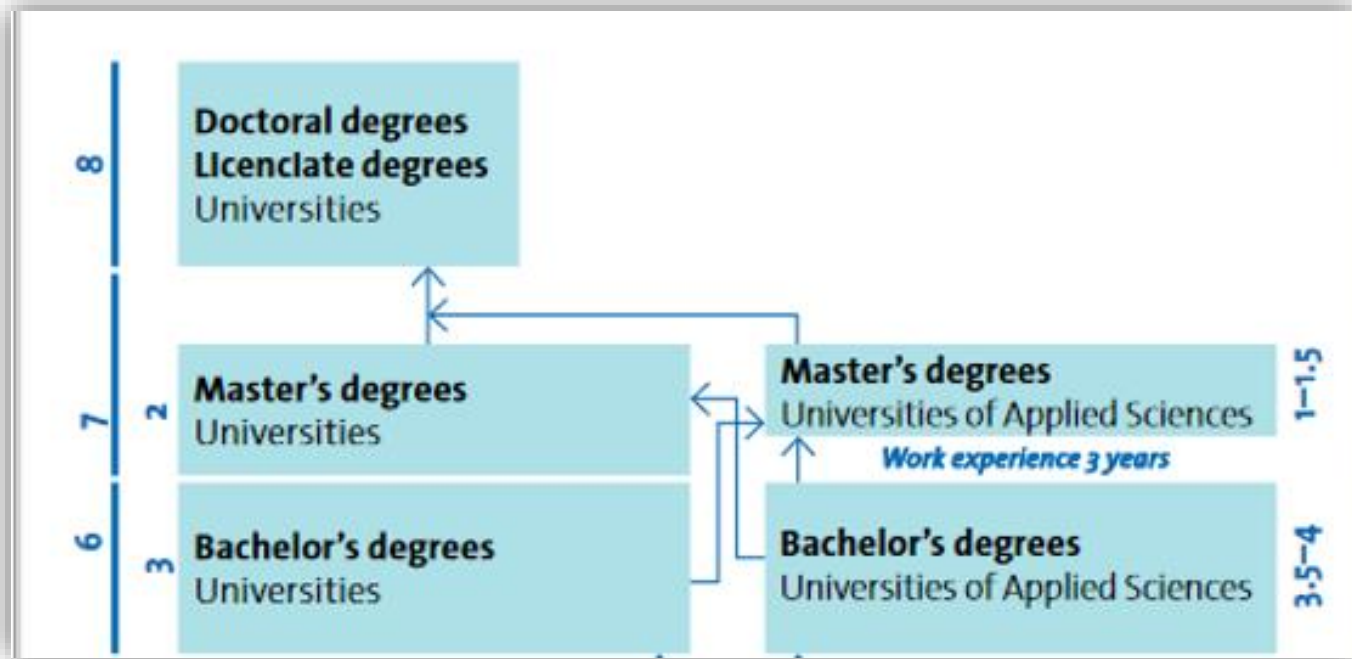 8
Doctoral degrees
Licenciate degrees
Universities
7
2
Master's degrees
Universities
Master's degrees
Universities of Applied Sciences
1–1.5
Work experience 3 years
6
3
Bachelor's degrees
Universities
Bachelor's degrees
Universities of Applied Sciences
3.5–4